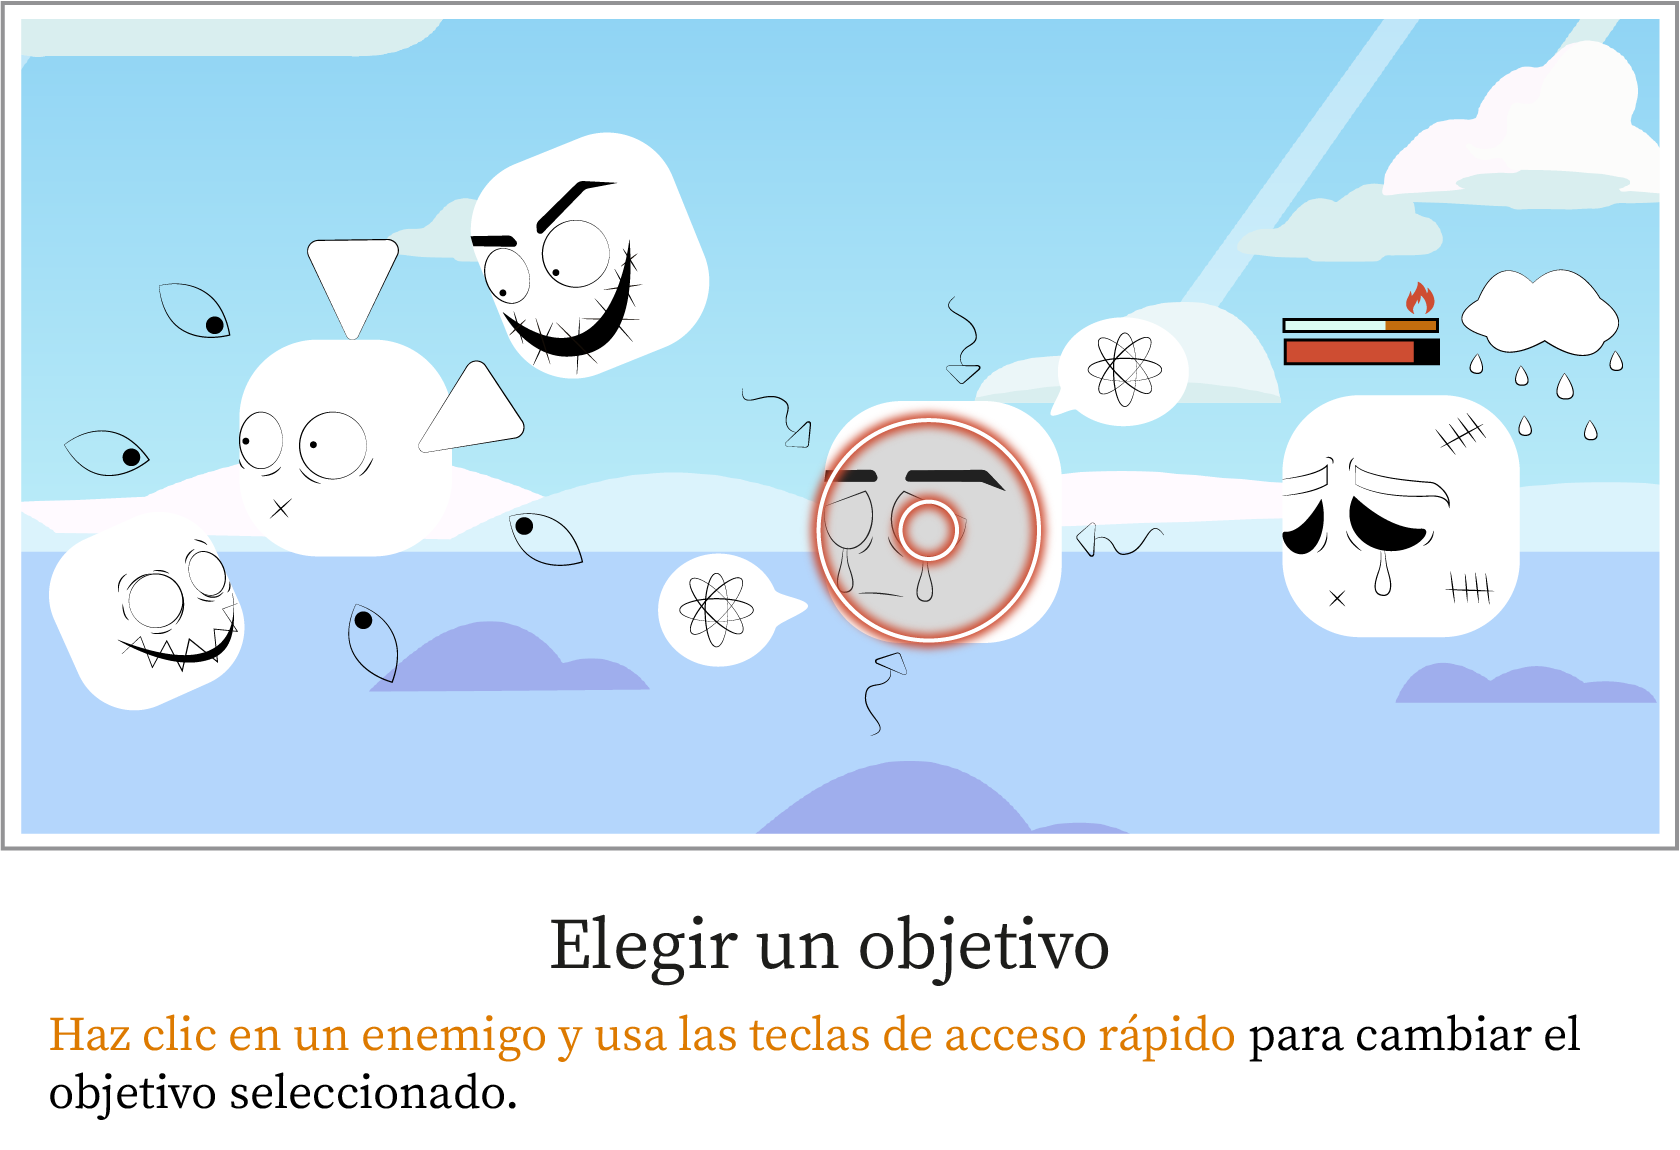 Elegir un objetivo
Haz clic en un enemigo y usa las teclas de acceso rápido para cambiar el
objetivo seleccionado.